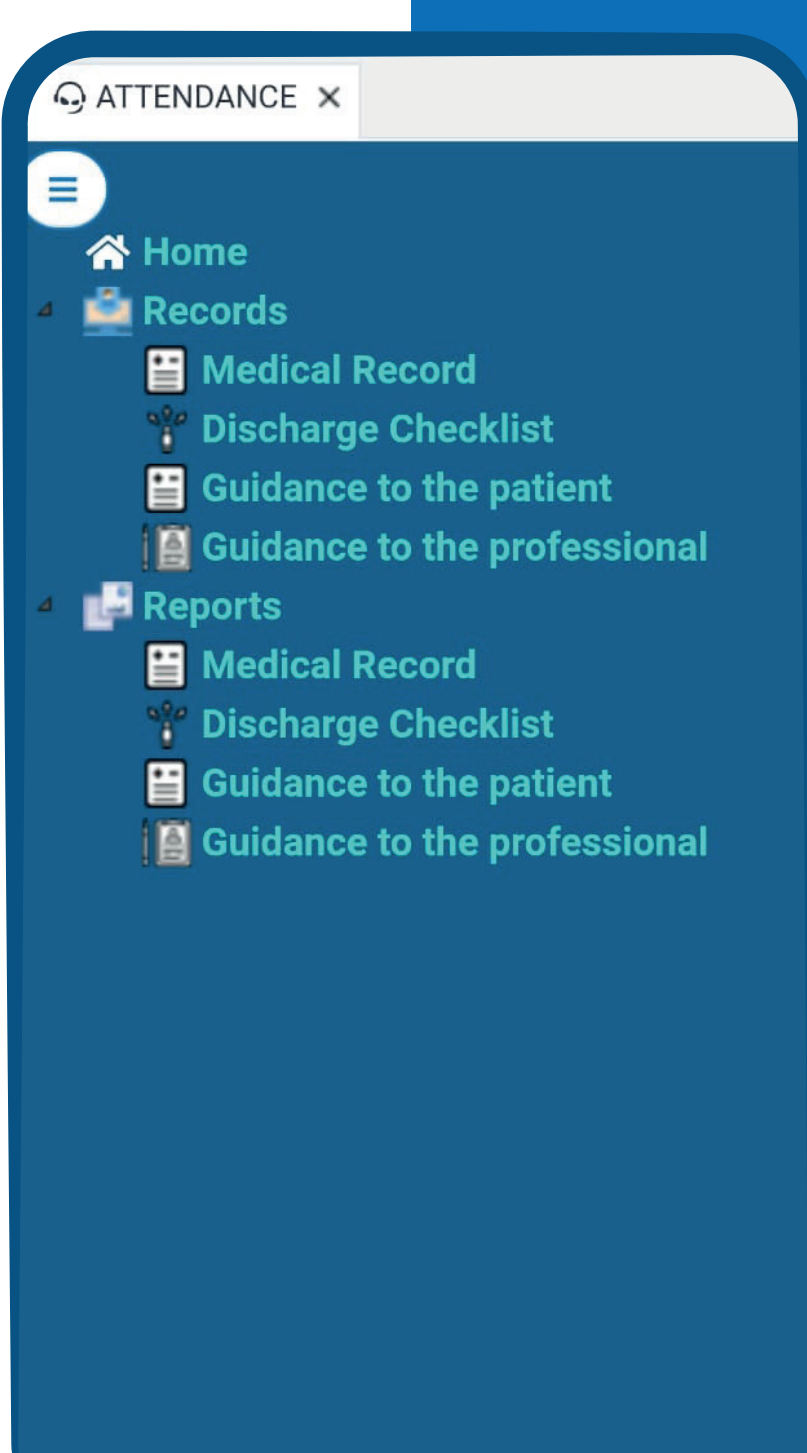 ATTENDANCE
Home
Records
Medical Record
Discharge Checklist
Guidance to the patient
Guidance to the professional
Reports
Medical Record
Discharge Checklist
Guidance to the patient
Guidance to the professional